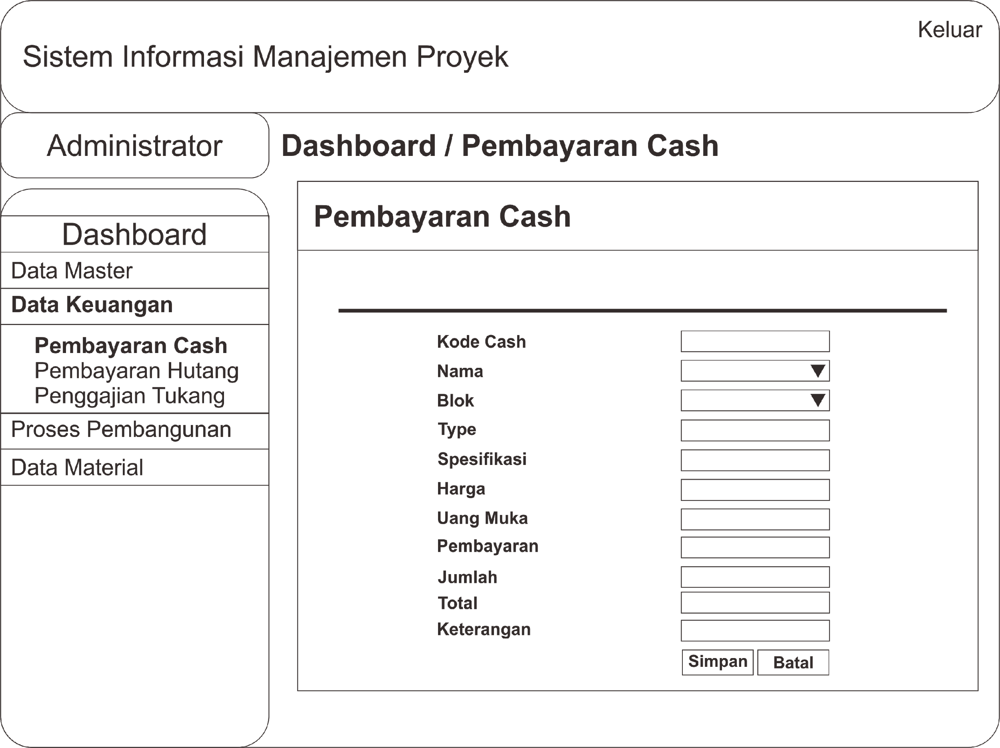 Keluar
Sistem Informasi Manajemen Proyek
Administrator
Dashboard / Pembayaran Cash
Dashboard
Data Master
Data Keuangan
Pembayaran Cash
Pembayaran Hutang
Penggajian Tukang
Proses Pembangunan
Data Material
Pembayaran Cash
Kode Cash
Nama
Blok
Type
Spesifikasi
Harga
Uang Muka
Pembayaran
Jumlah
Total
Keterangan
Simpan Batal